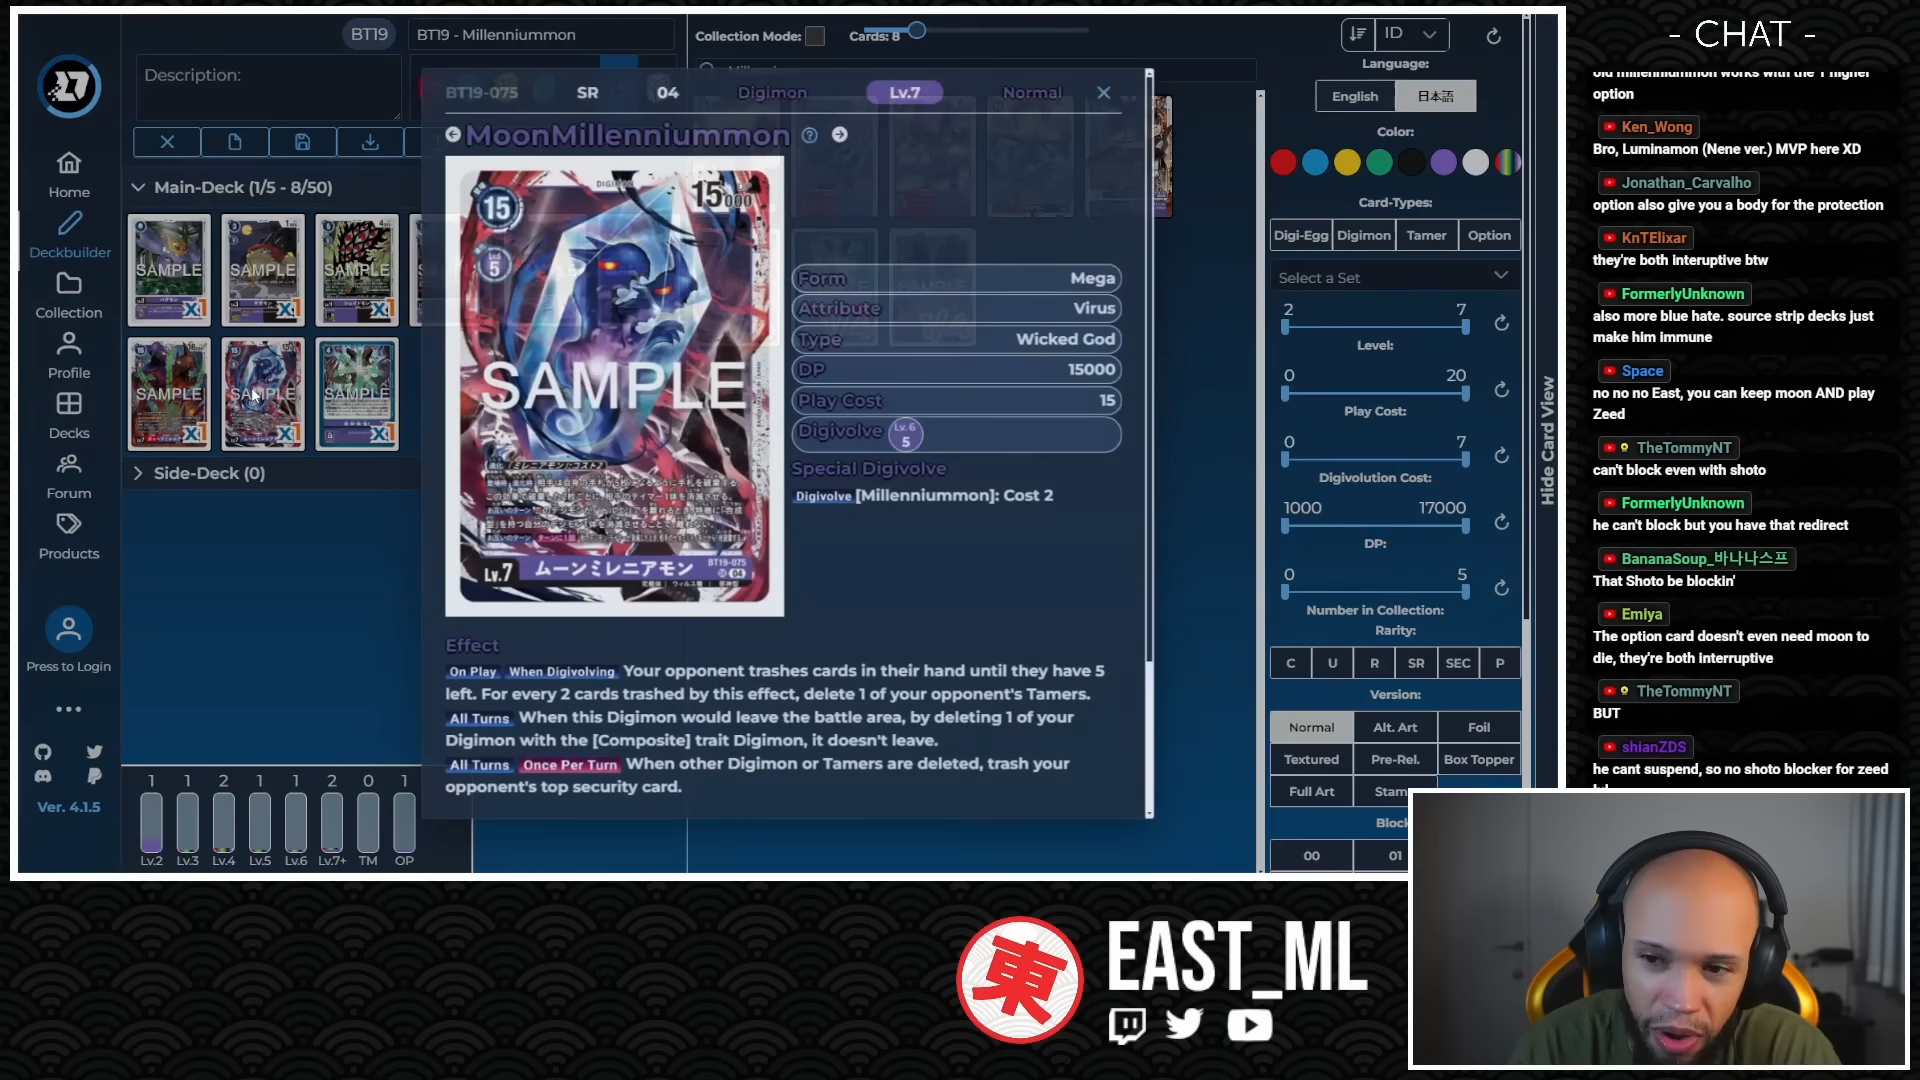 BT19
BT19 - Millenniummon
Description:
Collection Mode:
Cards: 8
ID
Language:
English
日本語
Color:
Card-Types:
Digi-Egg
Digimon
Tamer
Option
Select a Set
2
7
Level:
0
20
Play Cost:
0
7
Digivolution Cost:
1000
17000
DP:
0
5
Number in Collection:
Rarity:
C
U
R
SR
SEC
P
Version:
Normal
Alt. Art
Foil
Textured
Pre-Rel.
Box Topper
Full Art
Stam
Block
00
01
Hide Card View
Home
Deckbuilder
Collection
Profile
Decks
Forum
Products
Press to Login
Ver. 4.1.5
Main-Deck (1/5 - 8/50)
SAMPLE
SAMPLE
SAMPLE
SAMPLE
SAMPLE
SAMPLE
Side-Deck (0)
1 1 2 1 1 2 0 1
Lv.2 Lv.3 Lv.4 Lv.5 Lv.6 Lv.7+ TM OP
BT19-075
SR
04
Digimon
Lv.7
Normal
MoonMillenniummon
15
15000
Lv.6
5
SAMPLE
Lv.7
ムーンミレニアモン
BT19-075
Form
Mega
Attribute
Virus
Type
Wicked God
DP
15000
Play Cost
15
Digivolve
Lv. 6
5
Special Digivolve
Digivolve [Millenniummon]: Cost 2
Effect
On Play When Digivolving Your opponent trashes cards in their hand until they have 5
left. For every 2 cards trashed by this effect, delete 1 of your opponent's Tamers.
All Turns When this Digimon would leave the battle area, by deleting 1 of your
Digimon with the [Composite] trait Digimon, it doesn't leave.
All Turns Once Per Turn When other Digimon or Tamers are deleted, trash your
opponent's top security card.
- CHAT -
old millenniummon works with the 1 higher
option
Ken_Wong
Bro, Luminamon (Nene ver.) MVP here XD
Jonathan_Carvalho
option also give you a body for the protection
KnTElixar
they're both interuptive btw
FormerlyUnknown
also more blue hate. source strip decks just
make him immune
Space
no no no East, you can keep moon AND play
Zeed
TheTommyNT
can't block even with shoto
FormerlyUnknown
he can't block but you have that redirect
BananaSoup_바나나스프
That Shoto be blockin'
Emiya
The option card doesn't even need moon to
die, they're both interruptive
TheTommyNT
BUT
shianZDS
he cant suspend, so no shoto blocker for zeed
東
EAST_ML